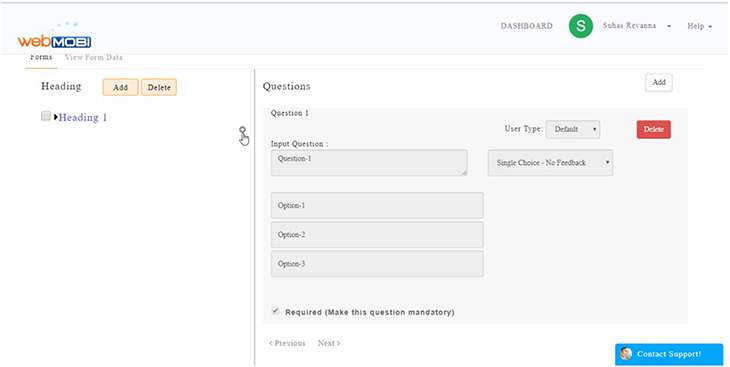 DASHBOARD S Suhas Revanna Help
webMOBI
Forms View Form Data
Heading Add Delete
Heading 1
Questions Add
Question 1
User Type: Default Delete
Input Question :
Question-1 Single Choice - No Feedback
Option-1
Option-2
Option-3
Required (Make this question mandatory)
< Previous Next >
Contact Support!